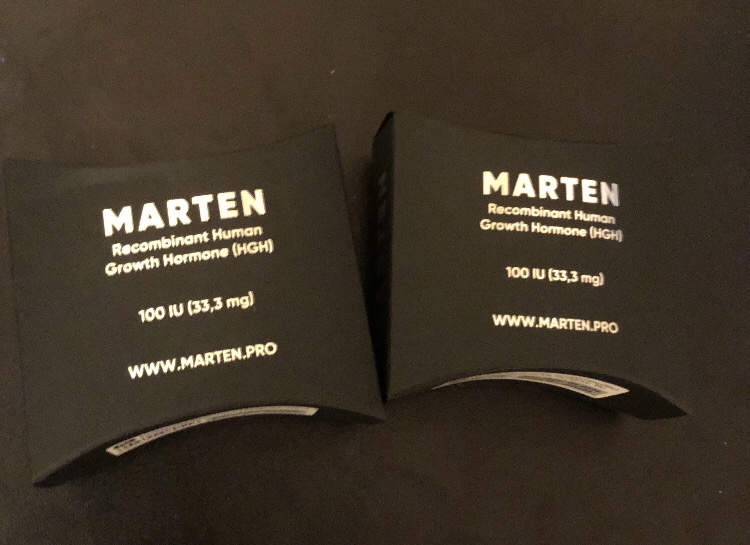 MARTEN
Recombinant Human
Growth Hormone (HGH)
100 IU (33,3 mg)
WWW.MARTEN.PRO
MARTEN
Recombinant Human
Growth Hormone (HGH)
100 IU (33,3 mg)
WWW.MARTEN.PRO